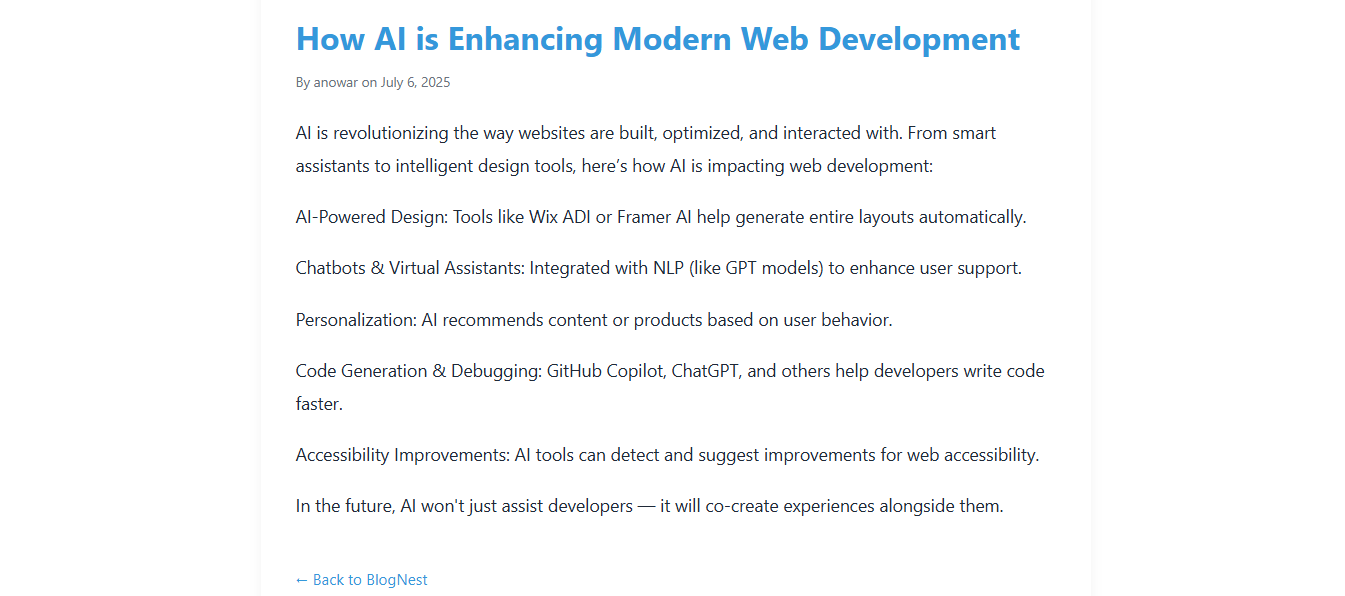 How AI is Enhancing Modern Web Development
By anowar on July 6, 2025
AI is revolutionizing the way websites are built, optimized, and interacted with. From smart
assistants to intelligent design tools, here’s how AI is impacting web development:
AI-Powered Design: Tools like Wix ADI or Framer AI help generate entire layouts automatically.
Chatbots & Virtual Assistants: Integrated with NLP (like GPT models) to enhance user support.
Personalization: AI recommends content or products based on user behavior.
Code Generation & Debugging: GitHub Copilot, ChatGPT, and others help developers write code
faster.
Accessibility Improvements: AI tools can detect and suggest improvements for web accessibility.
In the future, AI won't just assist developers — it will co-create experiences alongside them.
← Back to BlogNest